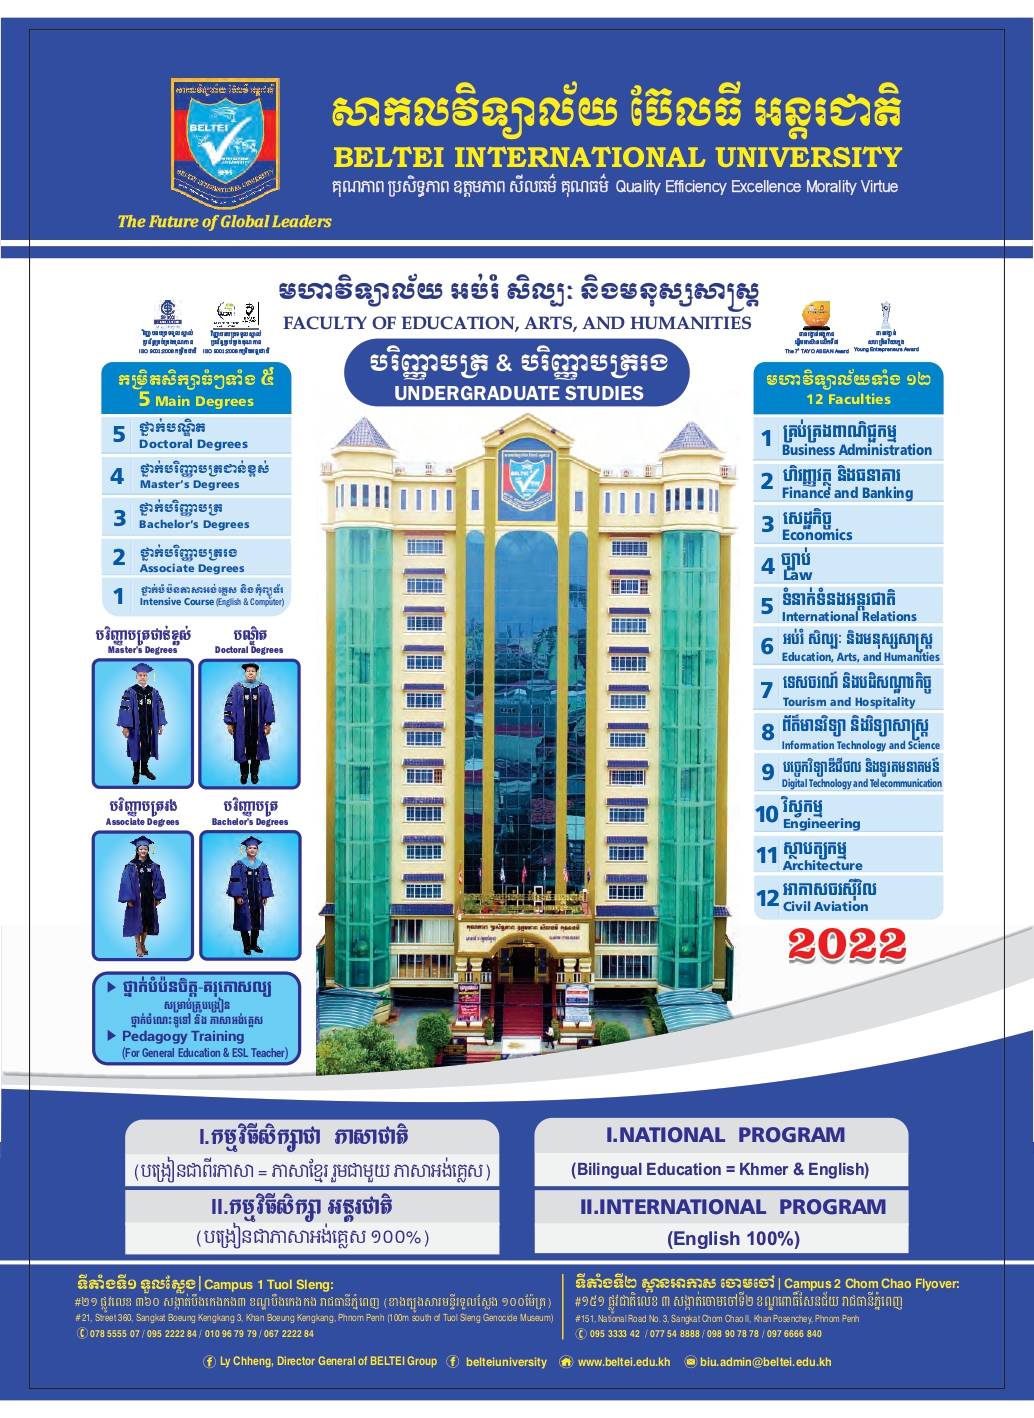 សាកលវិទ្យាល័យ ប៊ែលធី អន្តរជាតិ
BELTEI INTERNATIONAL UNIVERSITY
គុណភាព ប្រសិទ្ធភាព ឧត្តមភាព សីលធម៌ គុណធម៌ Quality Efficiency Excellence Morality Virtue
BELTEI
BELTEI INTERNATIONAL UNIVERSITY
The Future of Global Leaders
មហាវិទ្យាល័យ អប់រំ សិល្បៈ និងមនុស្សសាស្ត្រ
FACULTY OF EDUCATION, ARTS, AND HUMANITIES
បរិញ្ញាបត្រ & បរិញ្ញាបត្ររង
UNDERGRADUATE STUDIES
ISO 9001:2008
ISO 9001:2008
The 7th TAYO ASEAN Award
Young Entrepreneurs Award
កម្រិតសិក្សាធំៗទាំង ៥
5 Main Degrees
5 ថ្នាក់បណ្ឌិត
Doctoral Degrees
4 ថ្នាក់បរិញ្ញាបត្រជាន់ខ្ពស់
Master's Degrees
3 ថ្នាក់បរិញ្ញាបត្រ
Bachelor's Degrees
2 ថ្នាក់បរិញ្ញាបត្ររង
Associate Degrees
1 ថ្នាក់បំប៉នភាសាអង់គ្លេស និងកុំព្យូទ័រ
Intensive Course (English & Computer)
បរិញ្ញាបត្រជាន់ខ្ពស់
Master's Degrees
បណ្ឌិត
Doctoral Degrees
បរិញ្ញាបត្ររង
Associate Degrees
បរិញ្ញាបត្រ
Bachelor's Degrees
ថ្នាក់បំប៉នចិត្ត-គរុកោសល្យ
សម្រាប់គ្រូបង្រៀន
ថ្នាក់ចំណេះទូទៅ និង ភាសាអង់គ្លេស
Pedagogy Training
(For General Education & ESL Teacher)
មហាវិទ្យាល័យទាំង ១២
12 Faculties
1 គ្រប់គ្រងពាណិជ្ជកម្ម
Business Administration
2 ហិរញ្ញវត្ថុ និងធនាគារ
Finance and Banking
3 សេដ្ឋកិច្ច
Economics
4 ច្បាប់
Law
5 ទំនាក់ទំនងអន្តរជាតិ
International Relations
6 អប់រំ សិល្បៈ និងមនុស្សសាស្ត្រ
Education, Arts, and Humanities
7 ទេសចរណ៍ និងបដិសណ្ឋារកិច្ច
Tourism and Hospitality
8 ព័ត៌មានវិទ្យា និងវិទ្យាសាស្ត្រ
Information Technology and Science
9 បច្ចេកវិទ្យាឌីជីថល និងទូរគមនាគមន៍
Digital Technology and Telecommunication
10 វិស្វកម្ម
Engineering
11 ស្ថាបត្យកម្ម
Architecture
12 អាកាសចរស៊ីវិល
Civil Aviation
2022
I.កម្មវិធីសិក្សាជា ភាសាជាតិ
(បង្រៀនជាពីរភាសា = ភាសាខ្មែរ រួមជាមួយ ភាសាអង់គ្លេស)
II.កម្មវិធីសិក្សា អន្តរជាតិ
(បង្រៀនជាភាសាអង់គ្លេស ១០០%)
I.NATIONAL PROGRAM
(Bilingual Education = Khmer & English)
II.INTERNATIONAL PROGRAM
(English 100%)
ទីតាំងទី១ ទួលស្លែង | Campus 1 Tuol Sleng:
#២១ ផ្លូវលេខ ៣៦០ សង្កាត់បឹងកេងកង៣ ខណ្ឌបឹងកេងកង រាជធានីភ្នំពេញ (ខាងត្បូងសារមន្ទីរទួលស្លែង ១០០ម៉ែត្រ)
#21, Street 360, Sangkat Boeung Kengkang 3, Khan Boeung Kengkang, Phnom Penh (100m south of Tuol Sleng Genocide Museum)
078 5555 07 / 095 2222 84 / 010 96 79 79 / 067 2222 84
ទីតាំងទី២ ស្ពានអាកាស ចោមចៅ | Campus 2 Chom Chao Flyover:
#១៥១ ផ្លូវជាតិលេខ ៣ សង្កាត់ចោមចៅទី២ ខណ្ឌពោធិ៍សែនជ័យ រាជធានីភ្នំពេញ
#151, National Road No. 3, Sangkat Chom Chao II, Khan Posenchey, Phnom Penh
095 3333 42 / 077 54 8888 / 098 90 78 78 / 097 6666 840
Ly Chheng, Director General of BELTEI Group belteiuniversity www.beltei.edu.kh biu.admin@beltei.edu.kh